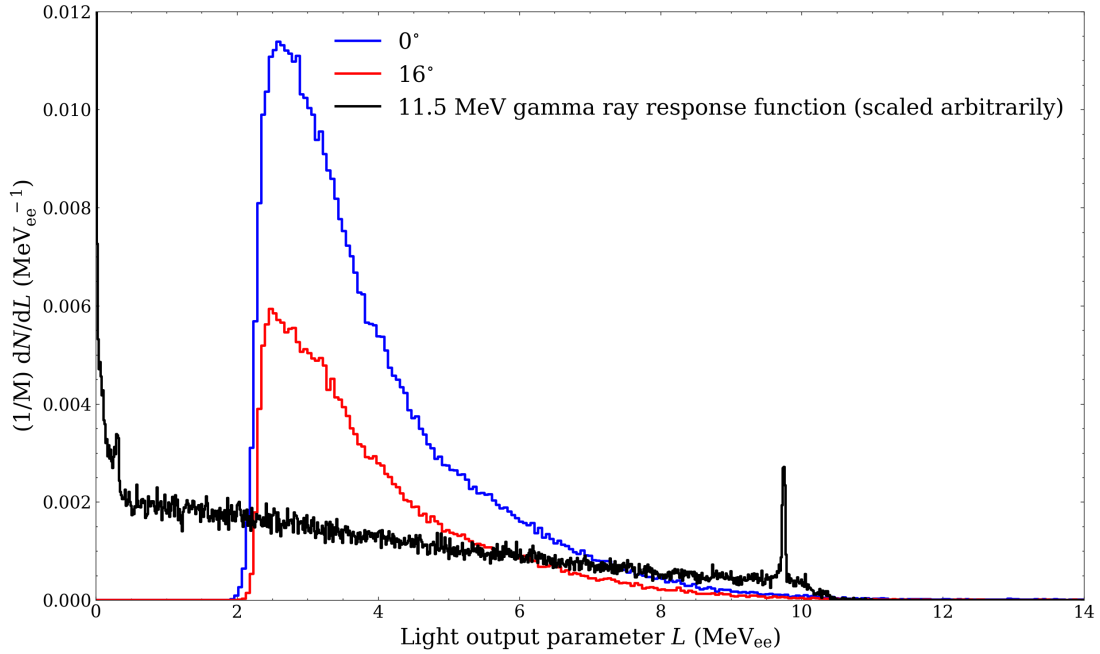 0°
16°
11.5 MeV gamma ray response function (scaled arbitrarily)
(1/M) dN/dL (MeVₑₑ⁻¹)
0.012
0.010
0.008
0.006
0.004
0.002
0.000
0 2 4 6 8 10 12 14
Light output parameter L (MeVₑₑ)